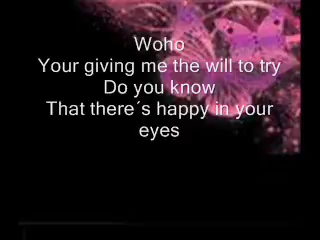 Woho
Your giving me the will to try
Do you know
That there´s happy in your
eyes